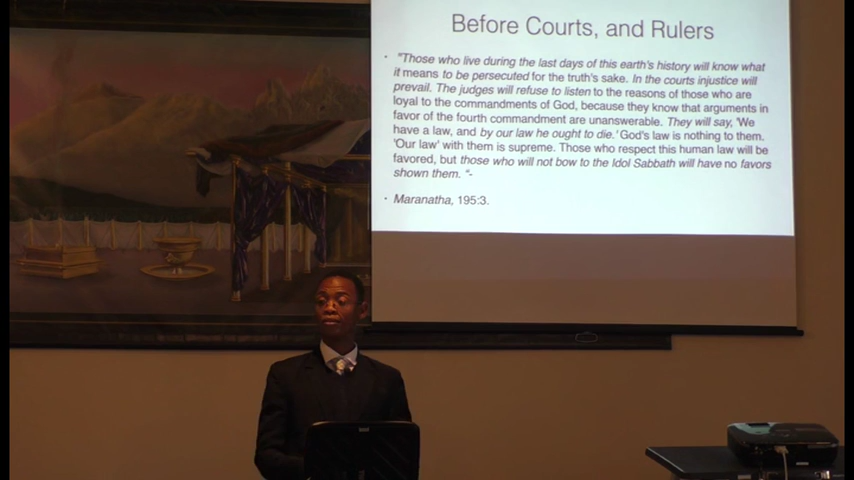 Before Courts, and Rulers
• "Those who live during the last days of this earth's history will know what
it means to be persecuted for the truth's sake. In the courts injustice will
prevail. The judges will refuse to listen to the reasons of those who are
loyal to the commandments of God, because they know that arguments in
favor of the fourth commandment are unanswerable. They will say, 'We
have a law, and by our law he ought to die.' God's law is nothing to them.
'Our law' with them is supreme. Those who respect this human law will be
favored, but those who will not bow to the Idol Sabbath will have no favors
shown them. "-
• Maranatha, 195:3.